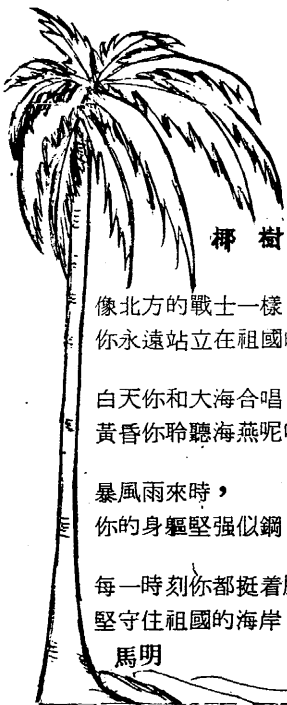 椰樹
像北方的戰士一樣
你永遠站立在祖國
白天你和大海合唱
黃昏你聆聽海燕呢
暴風雨來時，
你的身軀堅强似鋼
每一時刻你都挺着
堅守住祖國的海岸
馬明